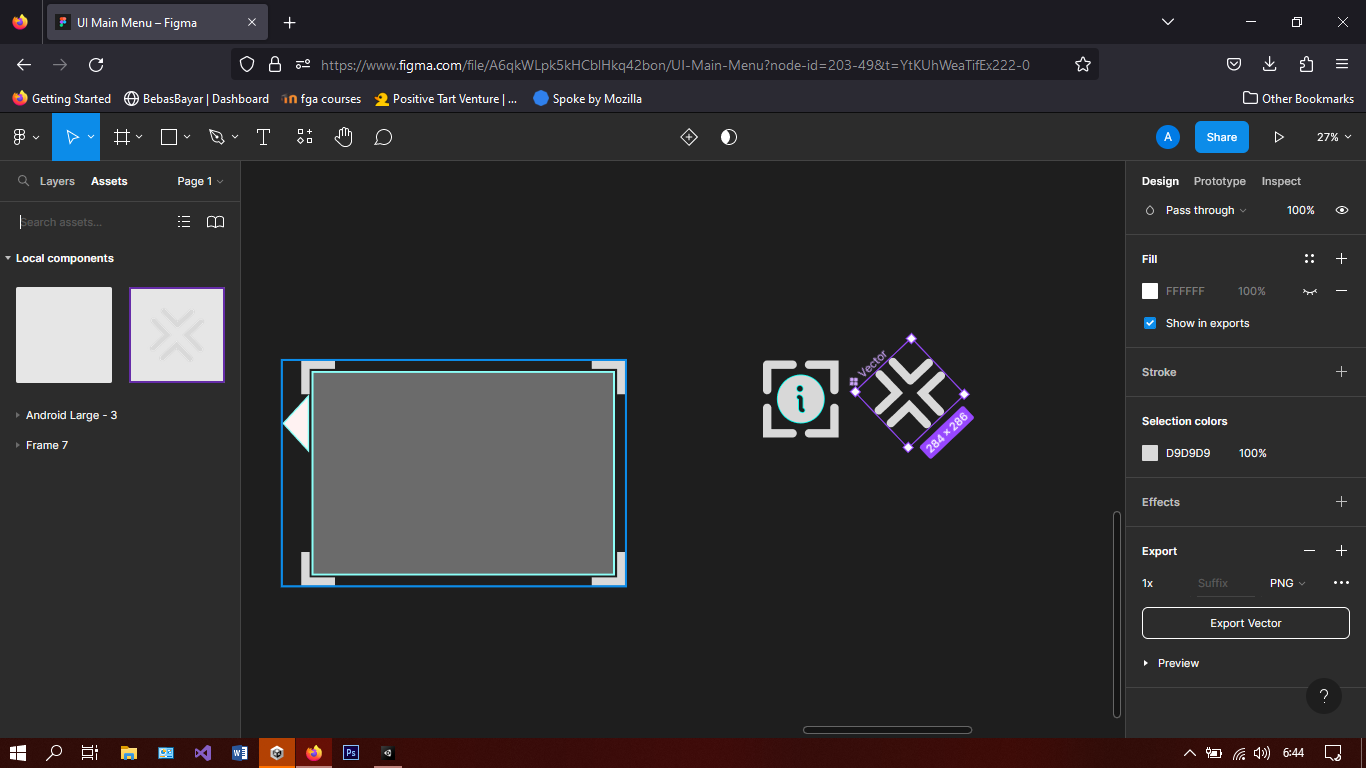 UI Main Menu – Figma
https://www.figma.com/file/A6qkWLpk5kHCblHkq42bon/UI-Main-Menu?node-id=203-49&t=YtKUhWeaTifEx222-0
Getting Started
BebasBayar | Dashboard
fga courses
Positive Tart Venture | ...
Spoke by Mozilla
Other Bookmarks
A
Share
27%
Layers
Assets
Page 1
Search assets...
Local components
Android Large - 3
Frame 7
Vector
284 × 286
Design
Prototype
Inspect
Pass through
100%
Fill
FFFFFF
100%
Show in exports
Stroke
Selection colors
D9D9D9
100%
Effects
Export
1x
Suffix
PNG
Export Vector
Preview
?
Ps
6:44